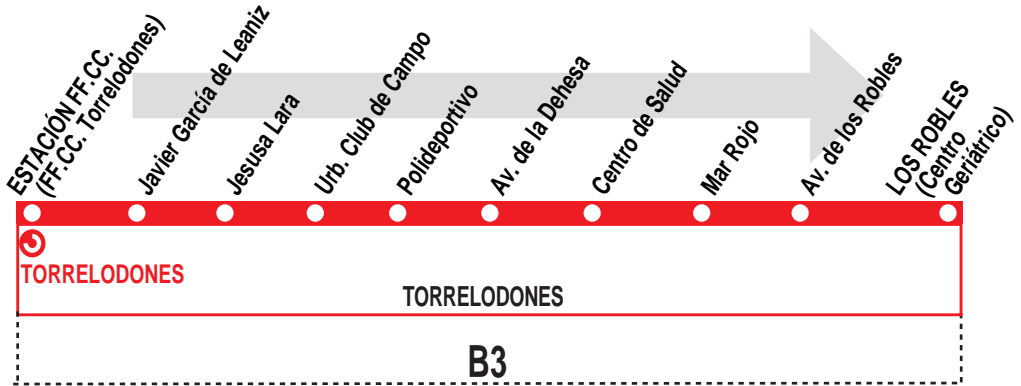 ESTACIÓN FF.CC.
(FF.CC. Torrelodones)
Javier García de Leaniz
Jesusa Lara
Urb. Club de Campo
Polideportivo
Av. de la Dehesa
Centro de Salud
Mar Rojo
Av. de los Robles
LOS ROBLES
(Centro
Geriátrico)
TORRELODONES
TORRELODONES
B3